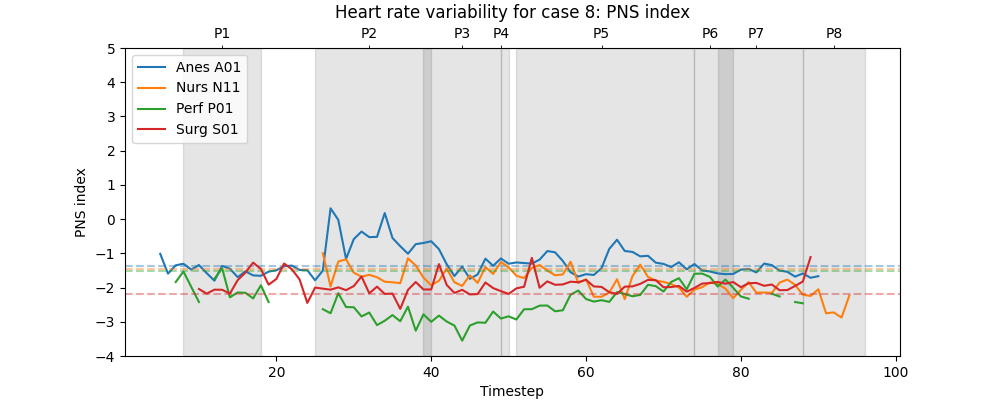 Heart rate variability for case 8: PNS index
P1 P2 P3 P4 P5 P6 P7 P8
5
4
3
2
1
0
−1
−2
−3
−4
PNS index
Anes A01
Nurs N11
Perf P01
Surg S01
20 40 60 80 100
Timestep